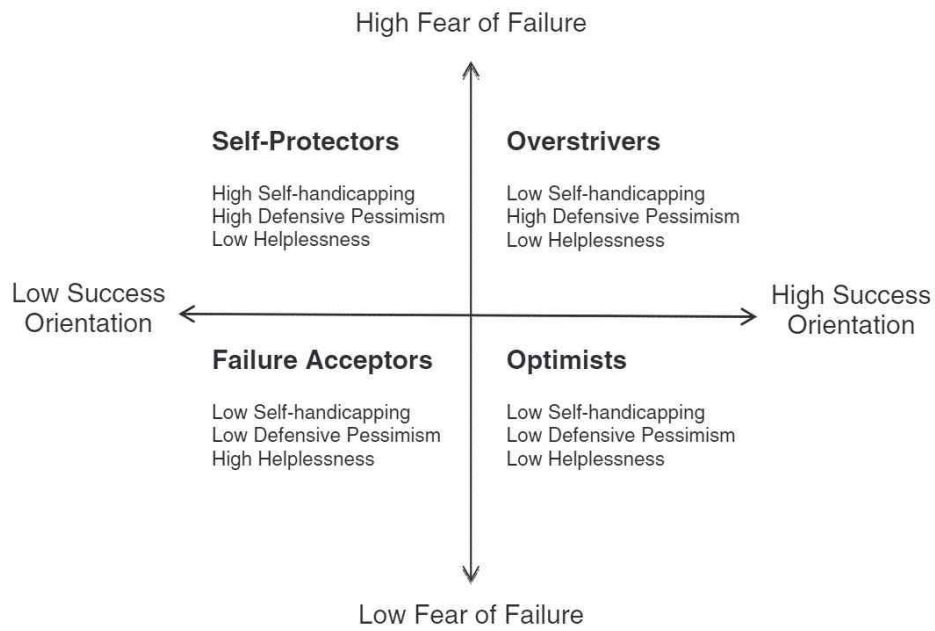 High Fear of Failure
Self-Protectors
High Self-handicapping
High Defensive Pessimism
Low Helplessness
Overstrivers
Low Self-handicapping
High Defensive Pessimism
Low Helplessness
Low Success
Orientation
High Success
Orientation
Failure Acceptors
Low Self-handicapping
Low Defensive Pessimism
High Helplessness
Optimists
Low Self-handicapping
Low Defensive Pessimism
Low Helplessness
Low Fear of Failure